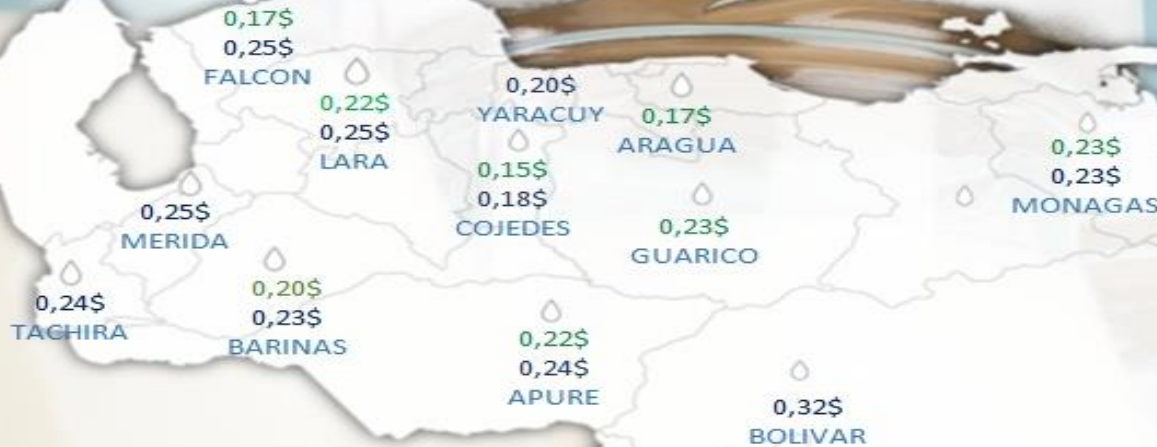 0,17$
0,25$
FALCON
0,22$
0,25$
LARA
0,20$
YARACUY
0,17$
ARAGUA
0,15$
0,18$
COJEDES
0,23$
GUARICO
0,23$
0,23$
MONAGAS
0,25$
MERIDA
0,24$
TACHIRA
0,20$
0,23$
BARINAS
0,22$
0,24$
APURE
0,32$
BOLIVAR